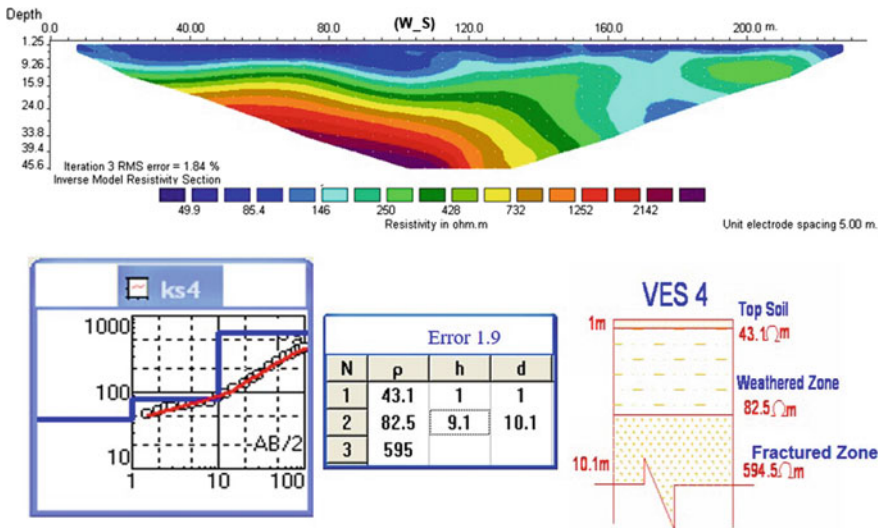 Depth
(W_S)
0.0 40.00 80.0 120.0 160.0 200.0 m.
1.25
9.26
15.9
24.0
33.8
39.4
45.6
Iteration 3 RMS error = 1.84 %
Inverse Model Resistivity Section
49.9 85.4 146 250 428 732 1252 2142
Resistivity in ohm.m
Unit electrode spacing 5.00 m.
ks4
1000
100
10
AB/2
1 10 100
Error 1.9
N ρ h d
1 43.1 1 1
2 82.5 9.1 10.1
3 595
VES 4
1m
Top Soil
43.1Ωm
Weathered Zone
82.5Ωm
Fractured Zone
10.1m
594.5Ωm